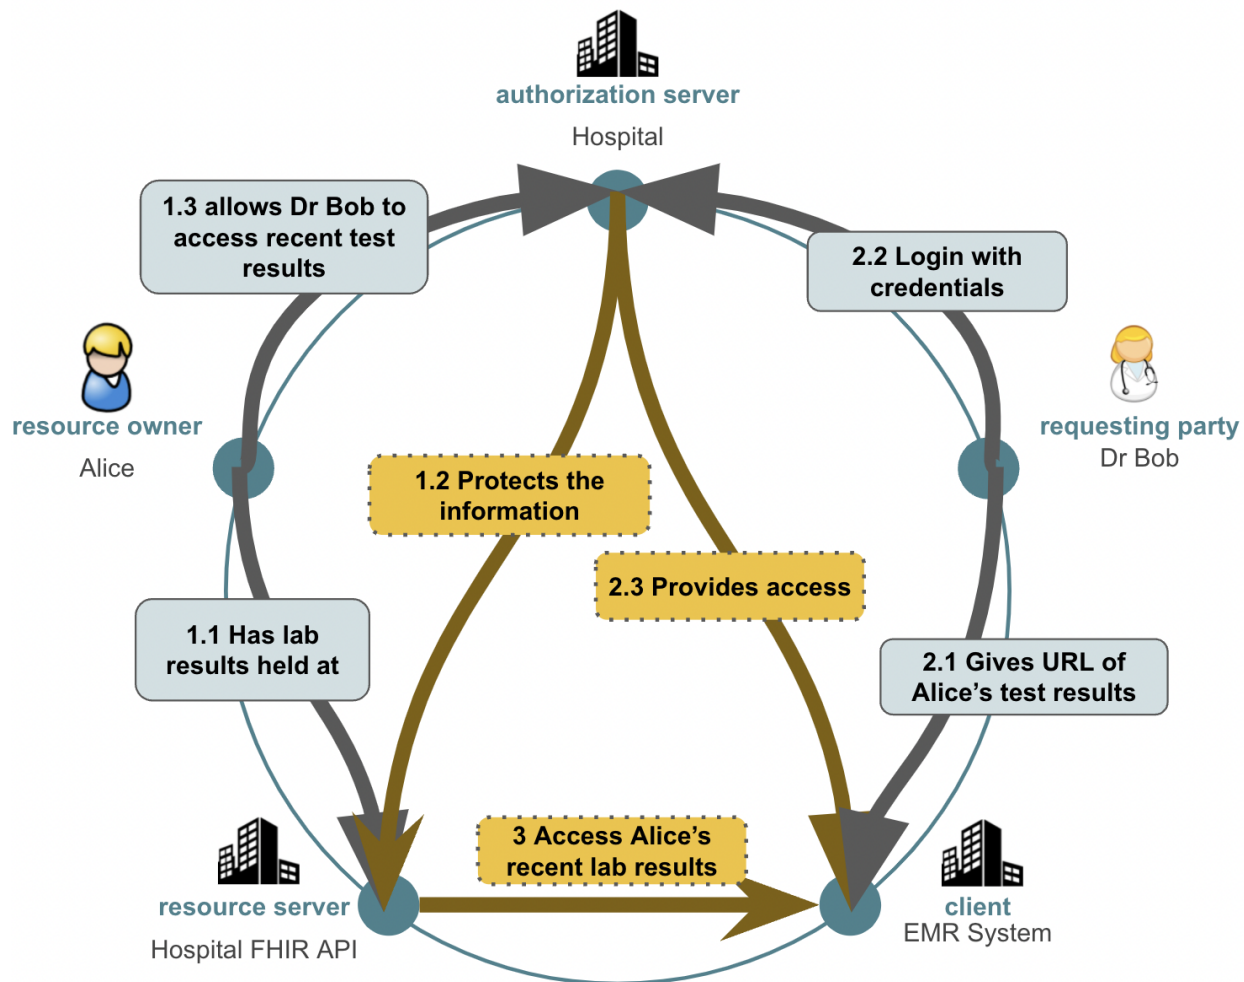 authorization server
Hospital
1.3 allows Dr Bob to
access recent test
results
2.2 Login with
credentials
resource owner
Alice
requesting party
Dr Bob
1.2 Protects the
information
2.3 Provides access
1.1 Has lab
results held at
2.1 Gives URL of
Alice’s test results
3 Access Alice’s
recent lab results
resource server
Hospital FHIR API
client
EMR System